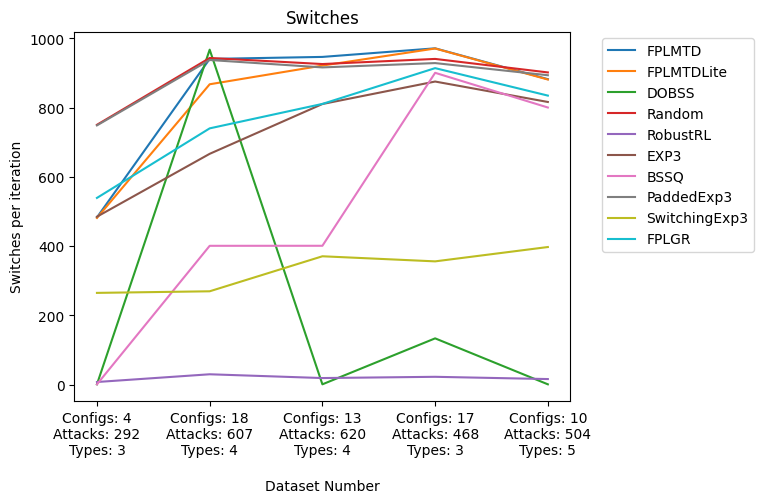 Switches
1000
800
600
400
200
0
Switches per iteration
Configs: 4
Attacks: 292
Types: 3
Configs: 18
Attacks: 607
Types: 4
Configs: 13
Attacks: 620
Types: 4
Configs: 17
Attacks: 468
Types: 3
Configs: 10
Attacks: 504
Types: 5
Dataset Number
FPLMTD
FPLMTDLite
DOBSS
Random
RobustRL
EXP3
BSSQ
PaddedExp3
SwitchingExp3
FPLGR